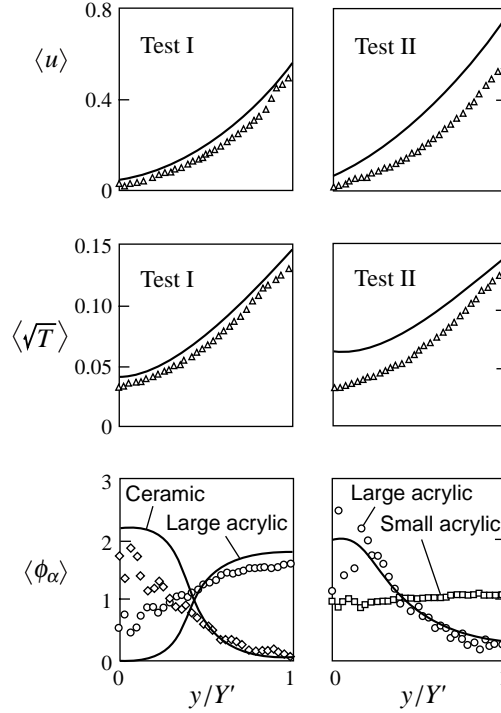 0.8
Test I
Test II
⟨u⟩
0.4
0
0.15
Test I
Test II
0.10
⟨√T⟩
0.05
0
3
Ceramic
Large acrylic
Large acrylic
Small acrylic
2
⟨ϕα⟩
1
0
0
1
0
1
y/Y′
y/Y′